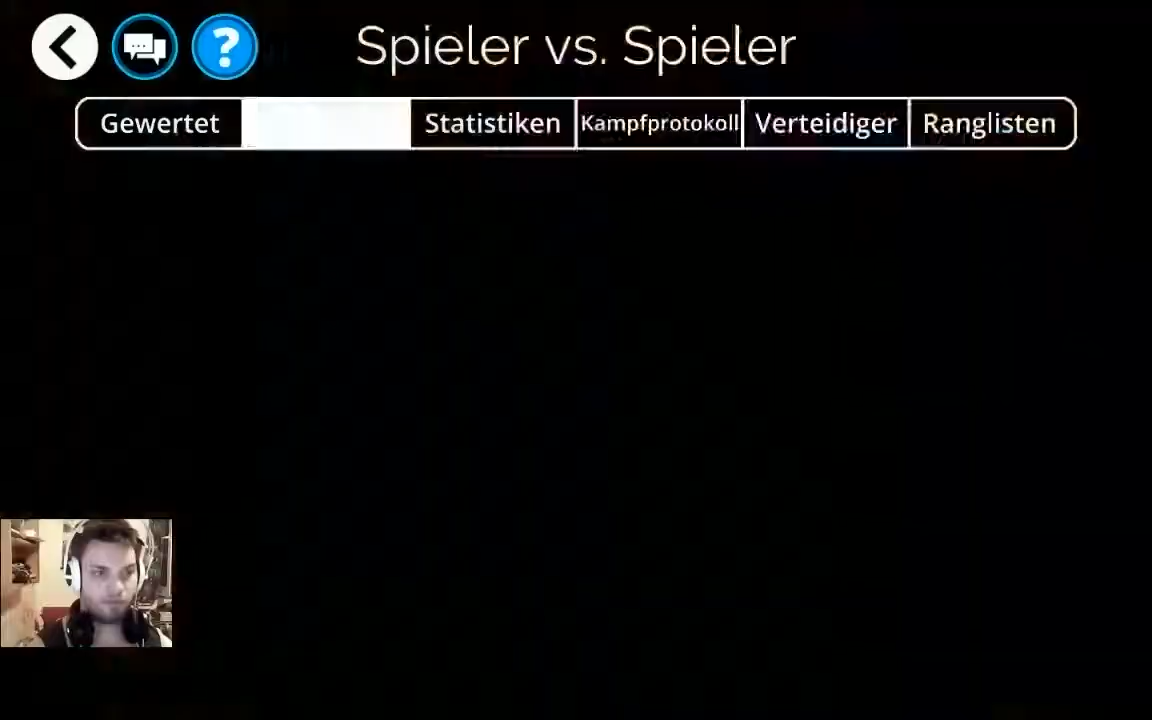 Spieler vs. Spieler
Gewertet Statistiken Kampfprotokoll Verteidiger Ranglisten